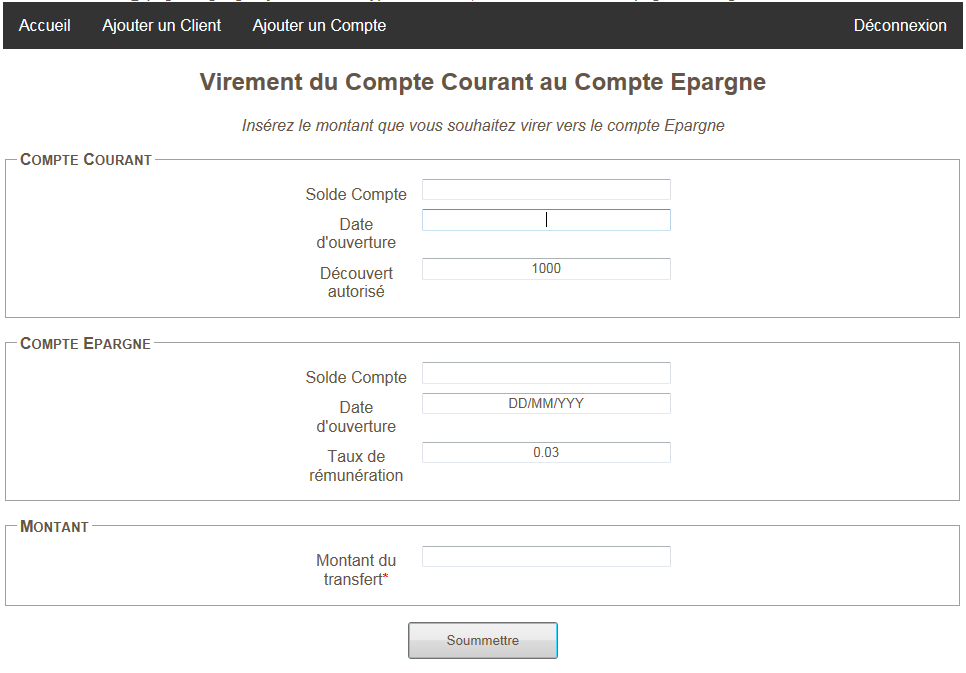 Accueil Ajouter un Client Ajouter un Compte Déconnexion
Virement du Compte Courant au Compte Epargne
Insérez le montant que vous souhaitez virer vers le compte Epargne
COMPTE COURANT
Solde Compte
Date
d'ouverture
Découvert 1000
autorisé
COMPTE EPARGNE
Solde Compte
Date DD/MM/YYY
d'ouverture
Taux de 0.03
rémunération
MONTANT
Montant du
transfert*
Soummettre